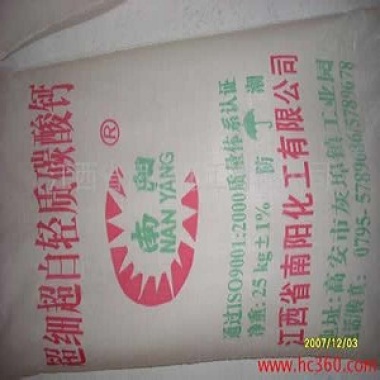 超细超白轻质碳酸钙
®
南阳
NAN YANG
通过ISO9001:2000质量体系认证
净重:25kg±1% 防潮
江西省南阳化工有限公司
地址:高安市灰埠镇工业园
0795-5789636/5789678
2007/12/03
www.hc360.com